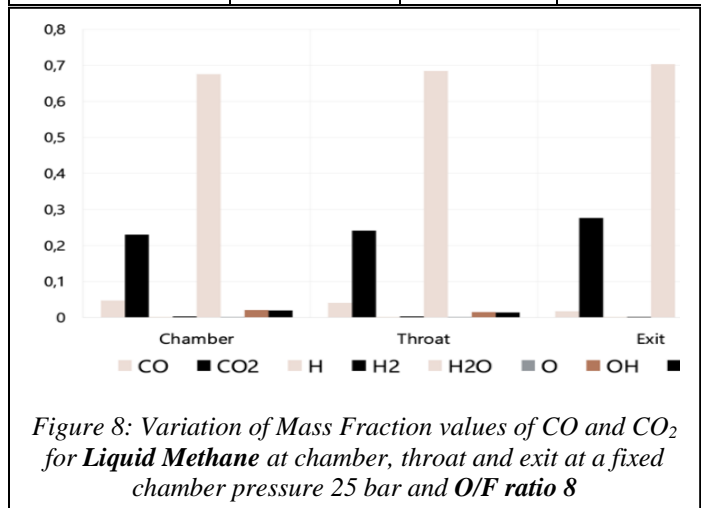 0,8
0,7
0,6
0,5
0,4
0,3
0,2
0,1
0
Chamber Throat Exit
CO CO2 H H2 H2O O OH
Figure 8: Variation of Mass Fraction values of CO and CO₂
for Liquid Methane at chamber, throat and exit at a fixed
chamber pressure 25 bar and O/F ratio 8